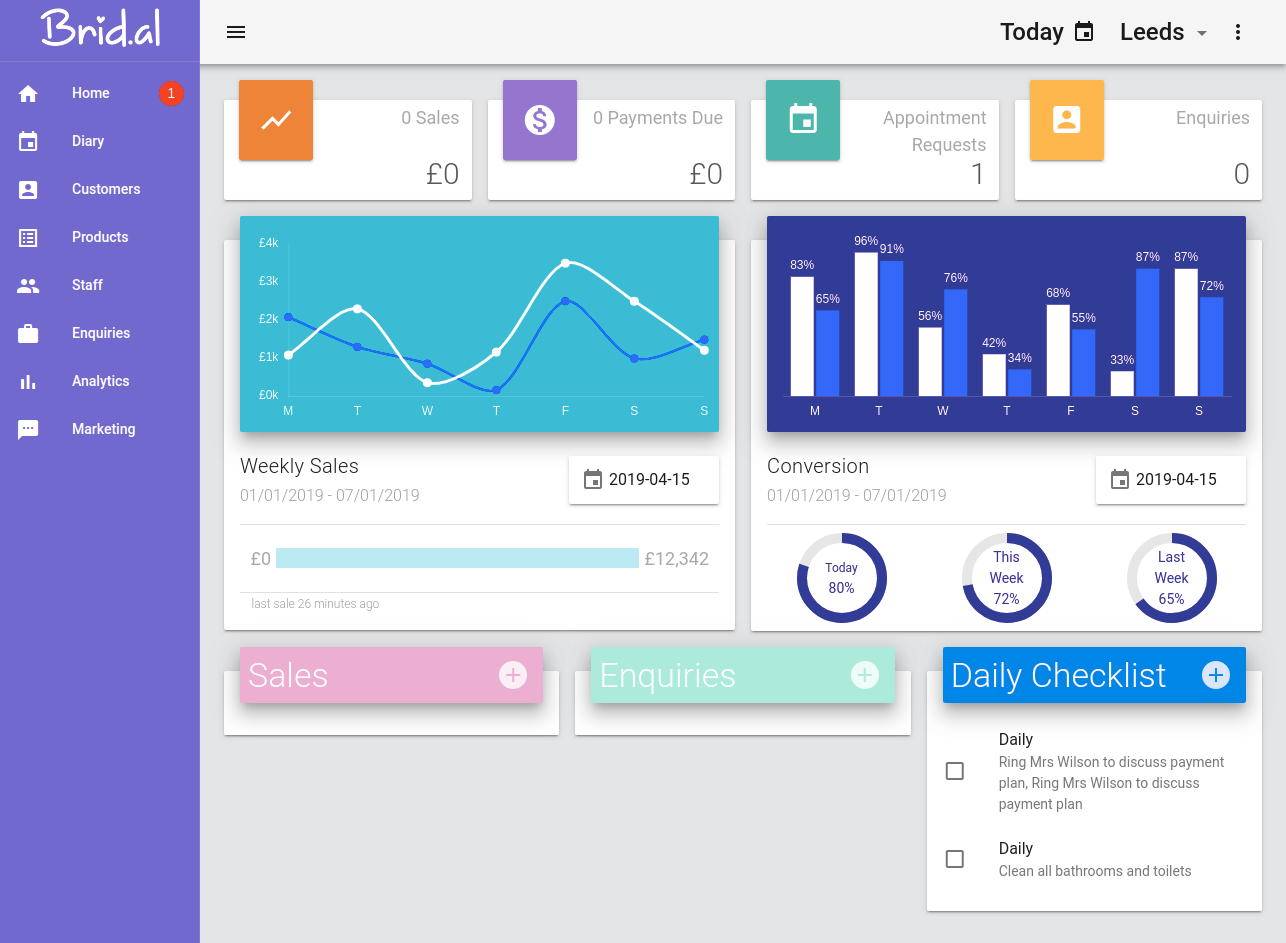 Brid.al
Today
Leeds
Home
1
Diary
Customers
Products
Staff
Enquiries
Analytics
Marketing
0 Sales
£0
0 Payments Due
£0
Appointment
Requests
1
Enquiries
0
£4k
£3k
£2k
£1k
£0k
M T W T F S S
Weekly Sales
01/01/2019 - 07/01/2019
2019-04-15
£0
£12,342
last sale 26 minutes ago
83% 65% 96% 91% 56% 76% 42% 34% 68% 55% 33% 87% 87% 72%
M T W T F S S
Conversion
01/01/2019 - 07/01/2019
2019-04-15
Today
80%
This
Week
72%
Last
Week
65%
Sales
Enquiries
Daily Checklist
Daily
Ring Mrs Wilson to discuss payment
plan, Ring Mrs Wilson to discuss
payment plan
Daily
Clean all bathrooms and toilets